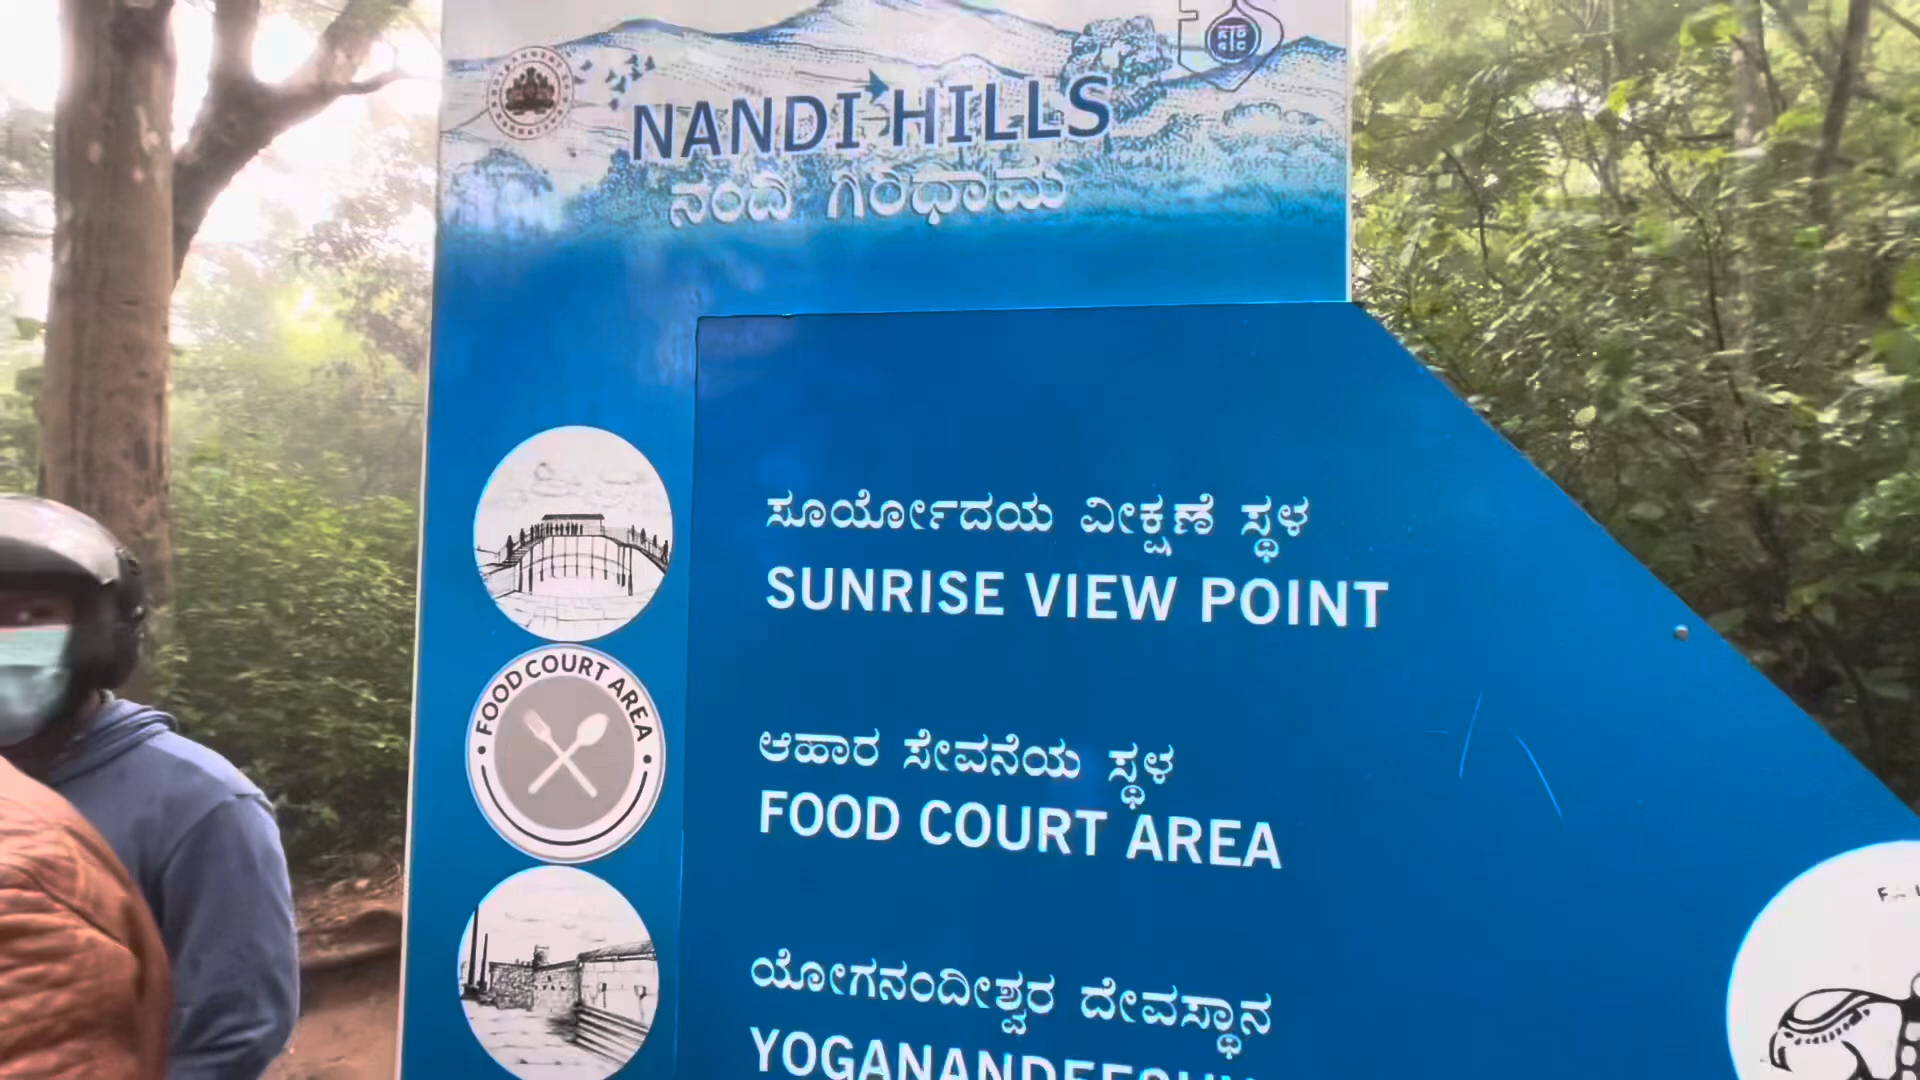 NANDI HILLS
ನಂದಿ ಗಿರಿಧಾಮ
ಸೂರ್ಯೋದಯ ವೀಕ್ಷಣೆ ಸ್ಥಳ
SUNRISE VIEW POINT
FOOD COURT AREA
ಆಹಾರ ಸೇವನೆಯ ಸ್ಥಳ
FOOD COURT AREA
ಯೋಗನಂದೀಶ್ವರ ದೇವಸ್ಥಾನ